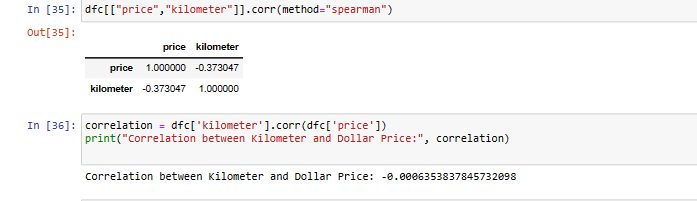 In [35]: dfc[["price","kilometer"]].corr(method="spearman")
Out[35]:
price kilometer
price 1.000000 -0.373047
kilometer -0.373047 1.000000
In [36]: correlation = dfc['kilometer'].corr(dfc['price'])
print("Correlation between Kilometer and Dollar Price:", correlation)
Correlation between Kilometer and Dollar Price: -0.0006353837845732098